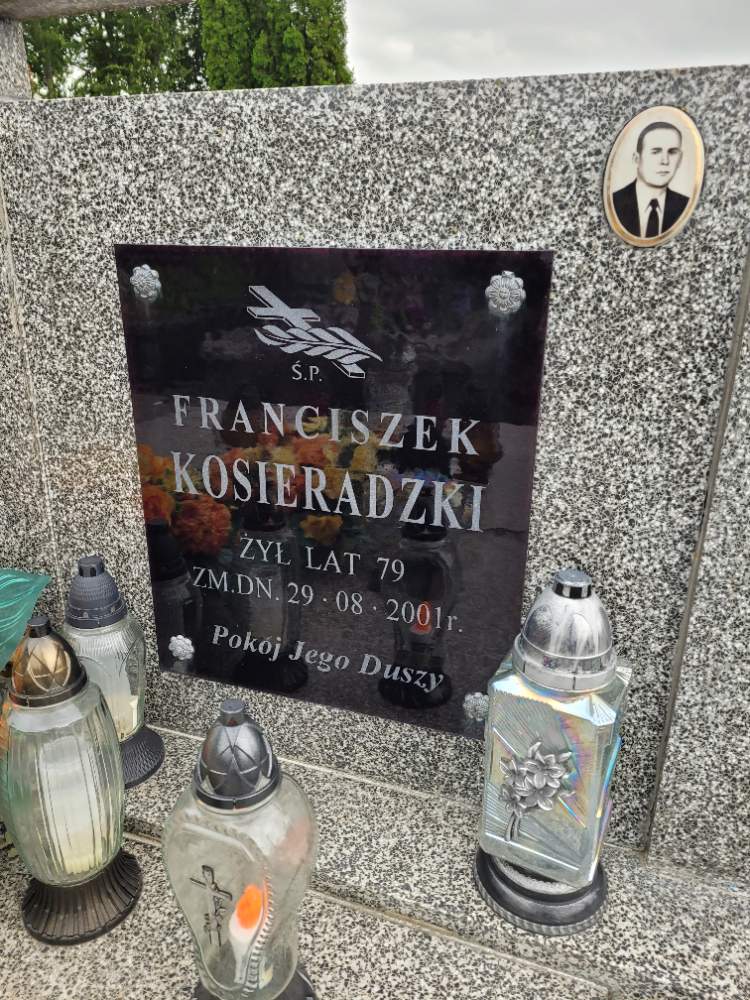 Ś.P.
FRANCISZEK
KOSIERADZKI
ŻYŁ LAT 79
ZM.DN. 29·08·2001r.
Pokój Jego Duszy